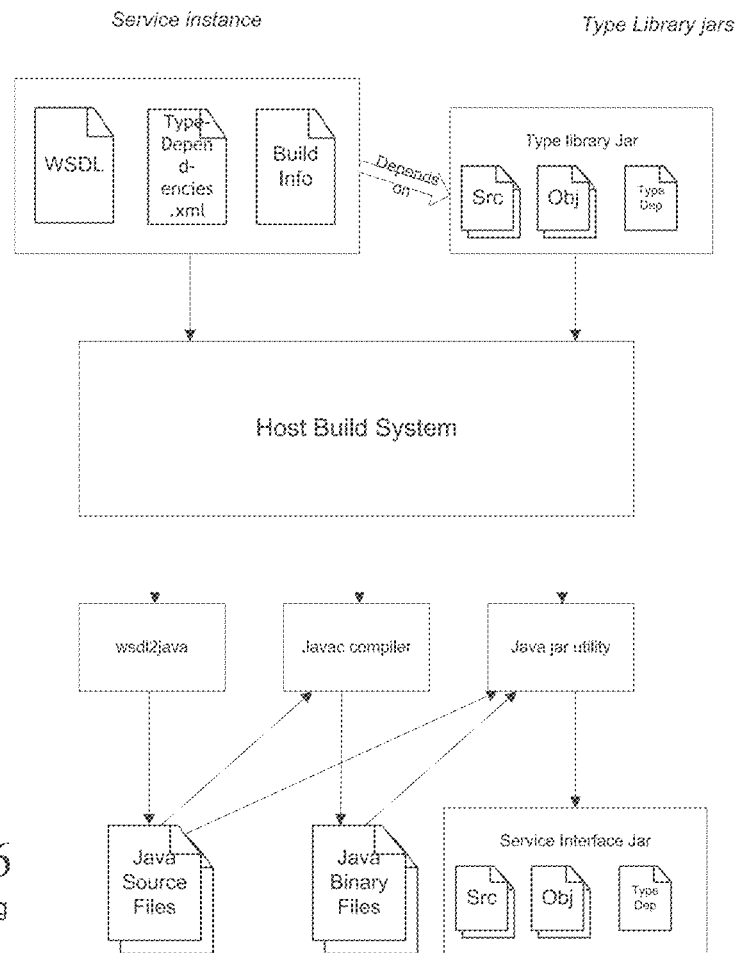 Service instance
Type Library jars
WSDL
Type-
Depen
d-
encies
.xml
Build
Info
Depends
on
Type library Jar
Src
Obj
Type
Dep
Host Build System
wsdl2java
Javac compiler
Java jar utility
Java
Source
Files
Java
Binary
Files
Service Interface Jar
Src
Obj
Type
Dep
6
g